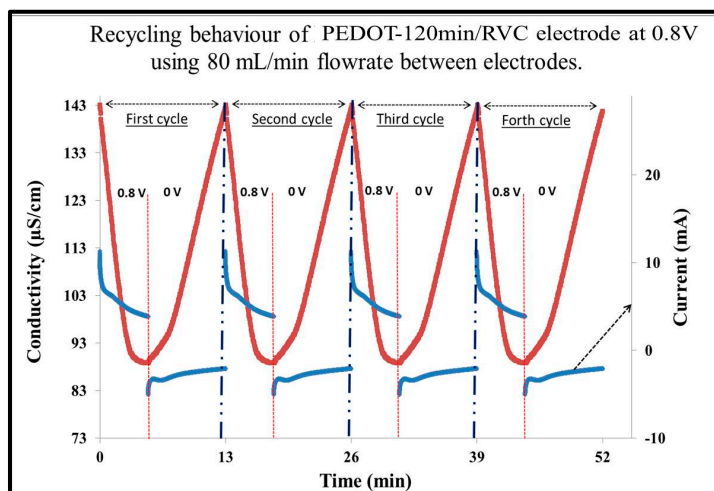 Recycling behaviour of PEDOT-120min/RVC electrode at 0.8V
using 80 mL/min flowrate between electrodes.
Conductivity (µS/cm)
143
133
123
113
103
93
83
73
First cycle
Second cycle
Third cycle
Forth cycle
0.8 V 0 V
0.8 V 0 V
0.8 V 0 V
0.8 V 0 V
20
10
0
-10
Current (mA)
0
13
26
39
52
Time (min)